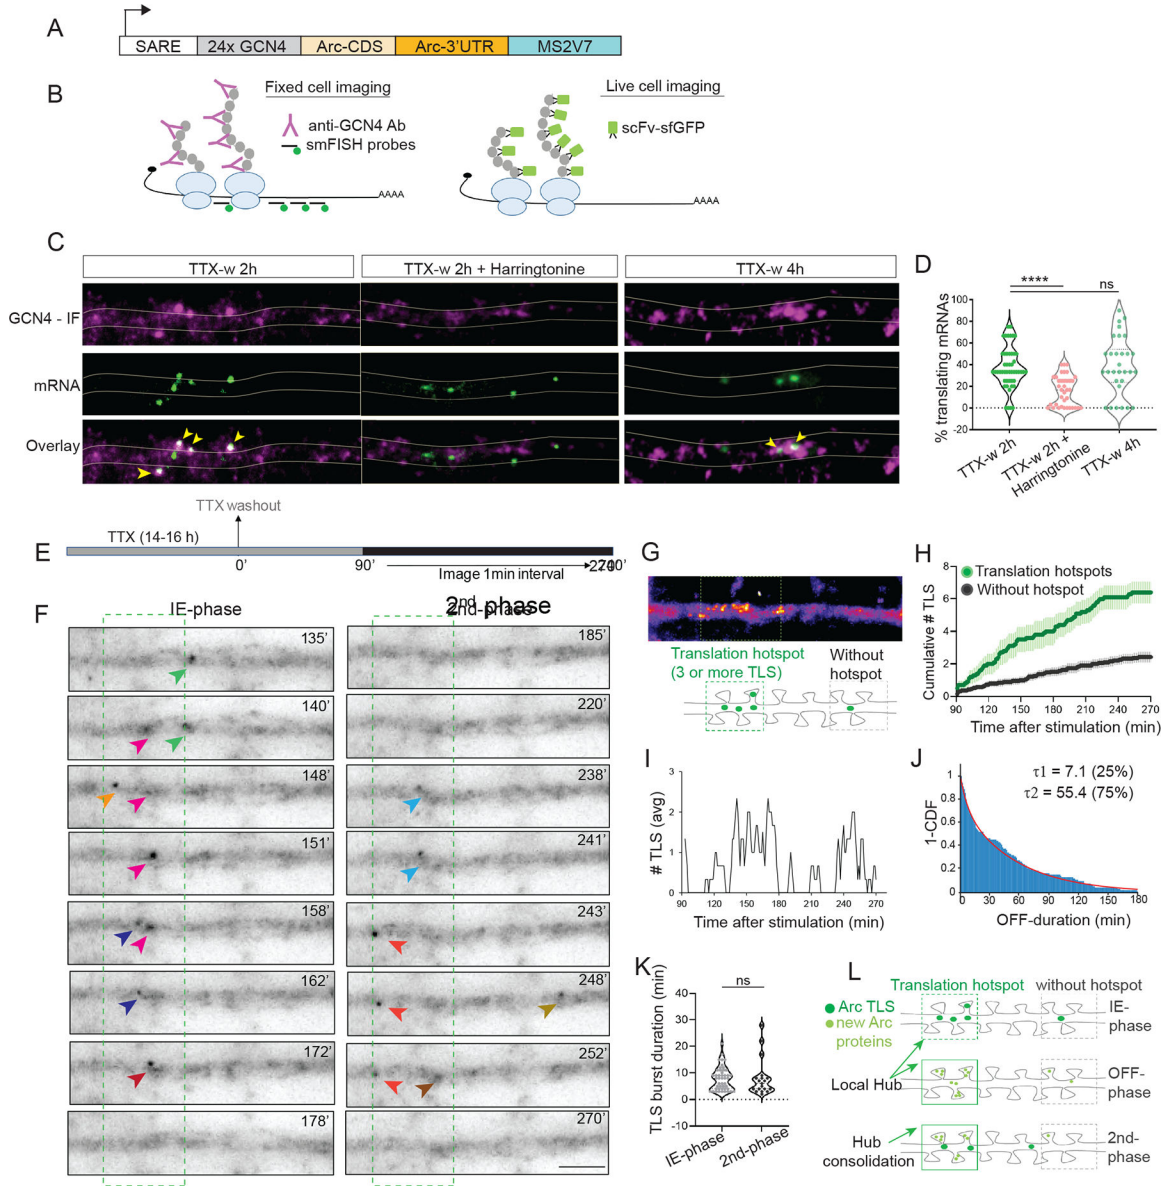 A
SARE 24x GCN4 Arc-CDS Arc-3'UTR MS2V7
B
Fixed cell imaging
anti-GCN4 Ab
smFISH probes
AAAA
Live cell imaging
scFv-sfGFP
AAAA
C
TTX-w 2h TTX-w 2h + Harringtonine TTX-w 4h
GCN4 - IF
mRNA
Overlay
D
% translating mRNAs
100
80
60
40
20
0
-20
**** ns
TTX-w 2h
TTX-w 2h +
Harringtonine
TTX-w 4h
E
TTX washout
TTX (14-16 h)
0' 90'
Image 1min interval
F
IE-phase
2nd phase
2nd-phase
135' 185'
140' 220'
148' 238'
151' 241'
158' 243'
162' 248'
172' 252'
178' 270'
G
Translation hotspot
(3 or more TLS)
Without
hotspot
H
Translation hotspots
Without hotspot
Cumulative # TLS
8
6
4
2
0
90 120 150 180 210 240 270
Time after stimulation (min)
I
# TLS (avg)
3
2
1
0
90 120 150 180 210 240 270
Time after stimulation (min)
J
τ1 = 7.1 (25%)
τ2 = 55.4 (75%)
1-CDF
1
0.8
0.6
0.4
0.2
0
0 30 60 90 120 150 180
OFF-duration (min)
K
TLS burst duration (min)
ns
40
30
20
10
0
-10
IE-phase
2nd-phase
L
Translation hotspot without hotspot
Arc TLS
new Arc
proteins
IE-
phase
Local Hub
OFF-
phase
Hub
consolidation
2nd-
phase